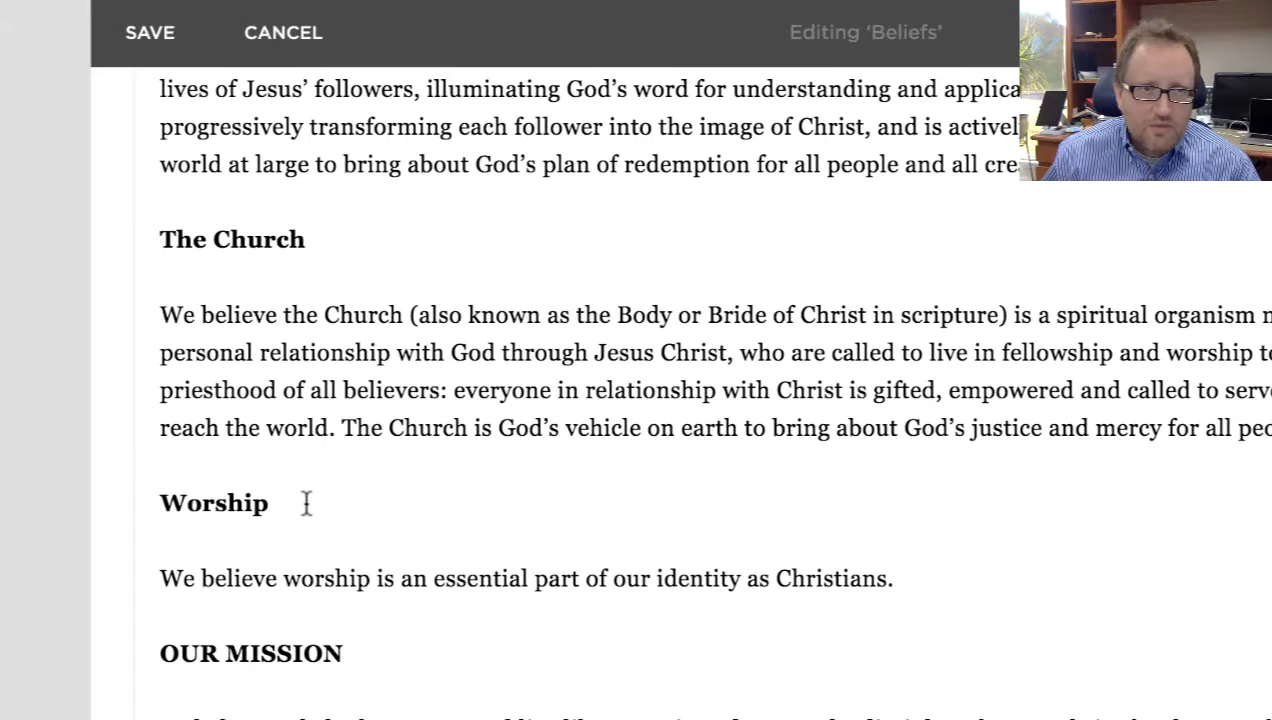 SAVE CANCEL Editing ‘Beliefs’
lives of Jesus’ followers, illuminating God’s word for understanding and
progressively transforming each follower into the image of Christ, and is
world at large to bring about God’s plan of redemption for all people and all
The Church
We believe the Church (also known as the Body or Bride of Christ in scripture) is a spiritual organism
personal relationship with God through Jesus Christ, who are called to live in fellowship and worship
priesthood of all believers: everyone in relationship with Christ is gifted, empowered and called to
reach the world. The Church is God’s vehicle on earth to bring about God’s justice and mercy for all
Worship
We believe worship is an essential part of our identity as Christians.
OUR MISSION